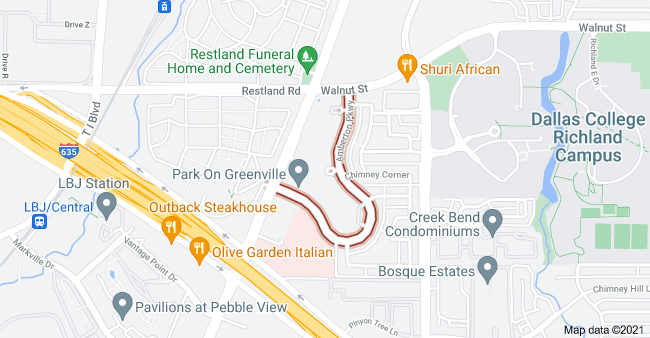 Drive Z
Walnut St
Restland Funeral
Home and Cemetery
Richland E Dr
Drive R
Shuri African
Restland Rd
Walnut St
T I Blvd
Dallas College
Richland
Campus
Amberton Pkwy
635
Park On Greenville
Chimney Corner
LBJ Station
LBJ/Central
Outback Steakhouse
Creek Bend
Condominiums
Markville Dr
Vantage Point Dr
Olive Garden Italian
Bosque Estates
Chimney Hill L
Pavilions at Pebble View
Pinyon Tree Ln
Map data ©2021